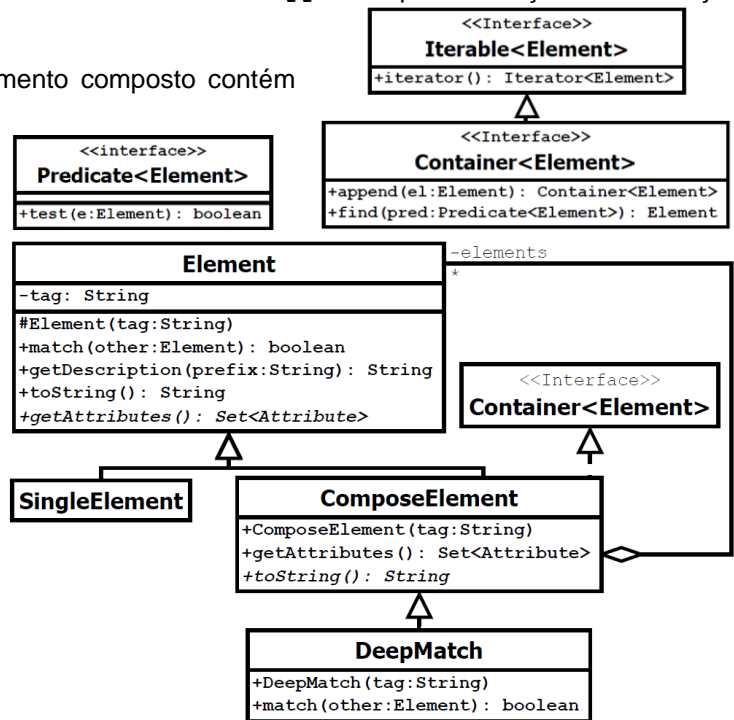 <<Interface>>
Iterable<Element>
+iterator(): Iterator<Element>
mento composto contém
<<interface>>
Predicate<Element>
+test(e:Element): boolean
<<Interface>>
Container<Element>
+append(el:Element): Container<Element>
+find(pred:Predicate<Element>): Element
Element
-tag: String
#Element(tag:String)
+match(other:Element): boolean
+getDescription(prefix:String): String
+toString(): String
+getAttributes(): Set<Attribute>
-elements
*
<<Interface>>
Container<Element>
SingleElement
ComposeElement
+ComposeElement(tag:String)
+getAttributes(): Set<Attribute>
+toString(): String
DeepMatch
+DeepMatch(tag:String)
+match(other:Element): boolean